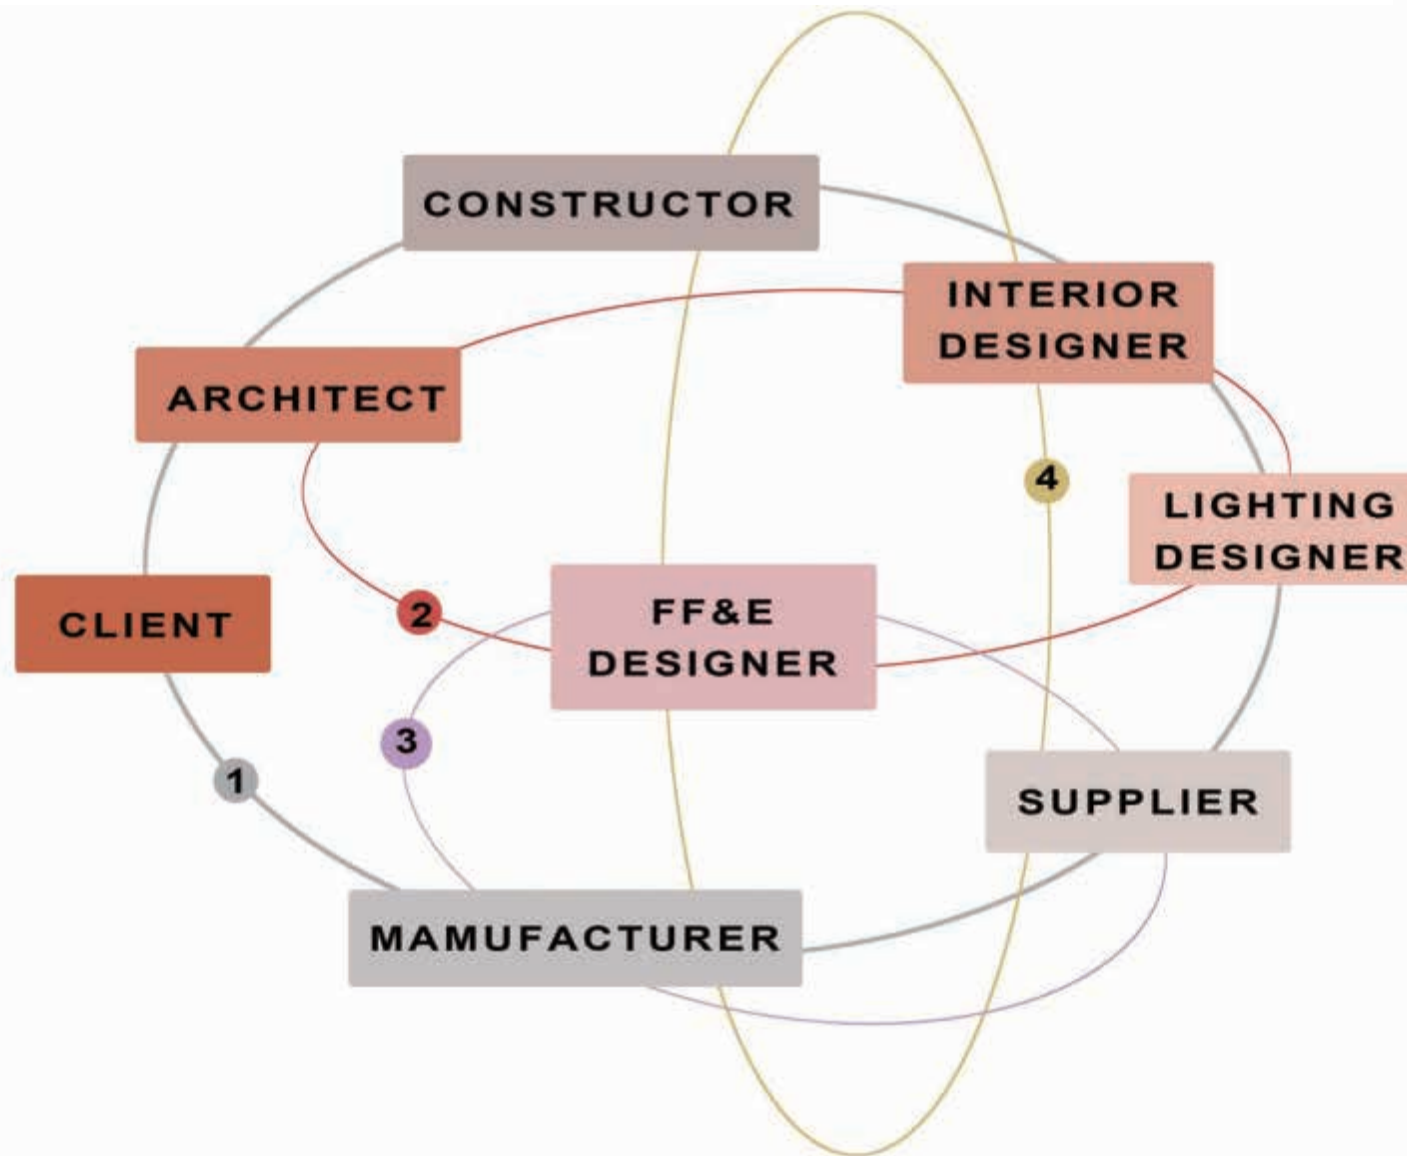 CONSTRUCTOR
INTERIOR
DESIGNER
ARCHITECT
4
LIGHTING
DESIGNER
CLIENT
2
FF&E
DESIGNER
3
1
SUPPLIER
MAMUFACTURER